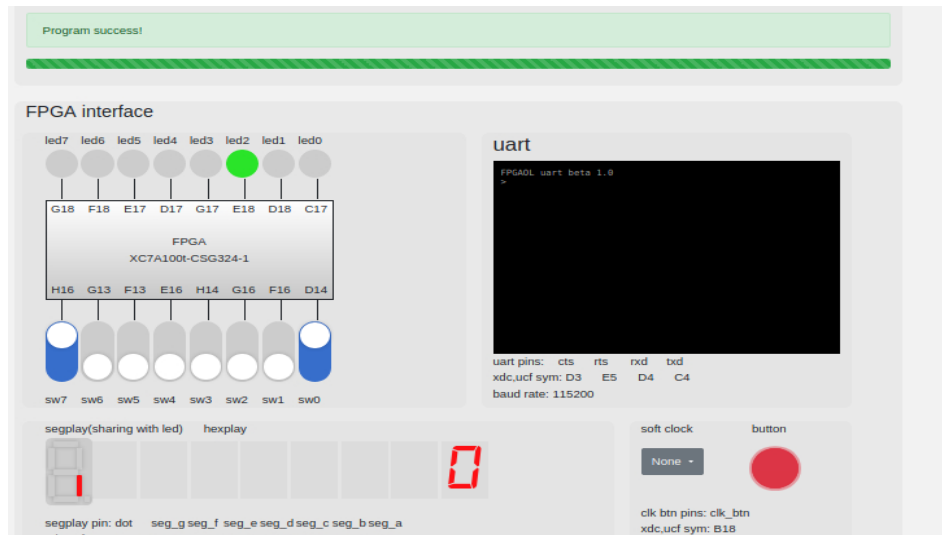 Program success!
FPGA interface
led7 led6 led5 led4 led3 led2 led1 led0
G18 F18 E17 D17 G17 E18 D18 C17
FPGA
XC7A100t-CSG324-1
H16 G13 F13 E16 H14 G16 F16 D14
sw7 sw6 sw5 sw4 sw3 sw2 sw1 sw0
uart
FPGAOL uart beta 1.0
>
uart pins: cts rts rxd txd
xdc,ucf sym: D3 E5 D4 C4
baud rate: 115200
segplay(sharing with led) hexplay
0
segplay pin: dot seg_g seg_f seg_e seg_d seg_c seg_b seg_a
soft clock button
None
clk btn pins: clk_btn
xdc,ucf sym: B18